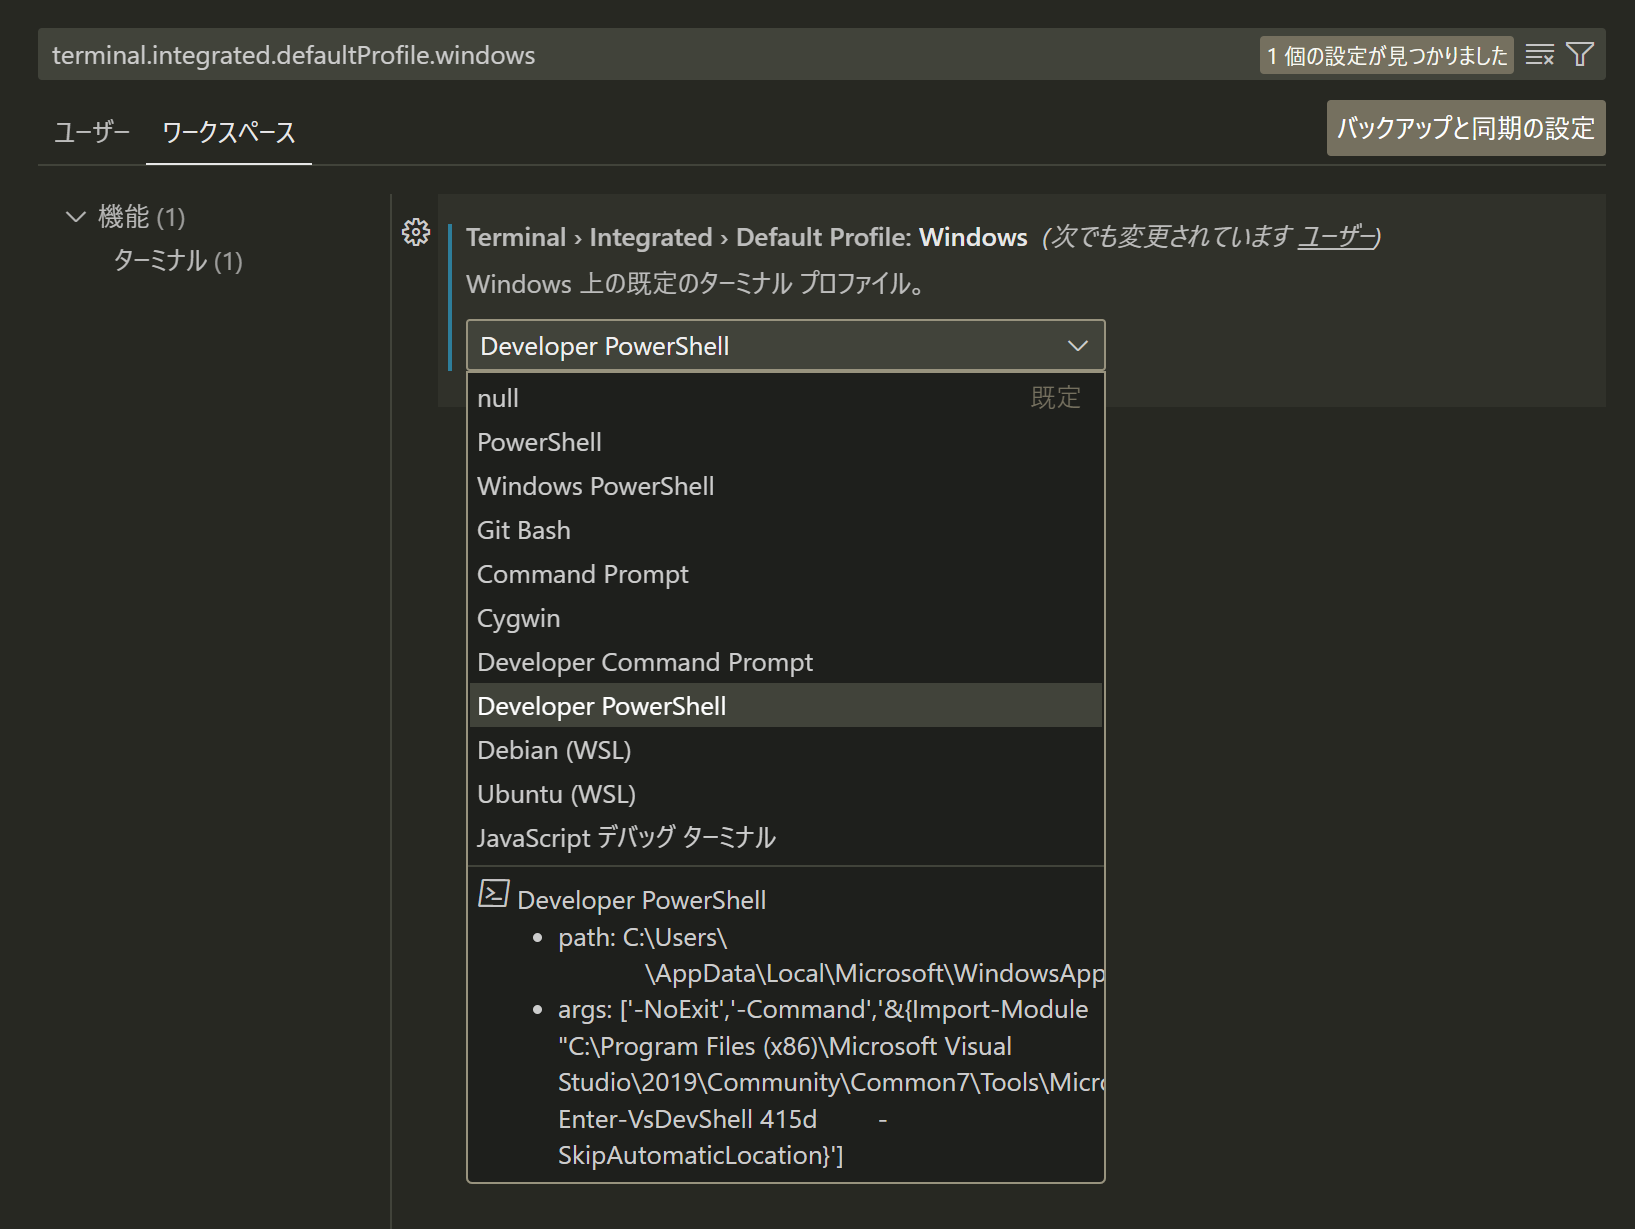 terminal.integrated.defaultProfile.windows
1 個の設定が見つかりました
ユーザー
ワークスペース
バックアップと同期の設定
機能 (1)
ターミナル (1)
Terminal › Integrated › Default Profile: Windows (次でも変更されています ユーザー)
Windows 上の既定のターミナル プロファイル。
Developer PowerShell
null 既定
PowerShell
Windows PowerShell
Git Bash
Command Prompt
Cygwin
Developer Command Prompt
Developer PowerShell
Debian (WSL)
Ubuntu (WSL)
JavaScript デバッグ ターミナル
Developer PowerShell
path: C:\Users\
\AppData\Local\Microsoft\WindowsApp
args: ['-NoExit','-Command','&{Import-Module
"C:\Program Files (x86)\Microsoft Visual
Studio\2019\Community\Common7\Tools\Micro
Enter-VsDevShell 415d -
SkipAutomaticLocation}']